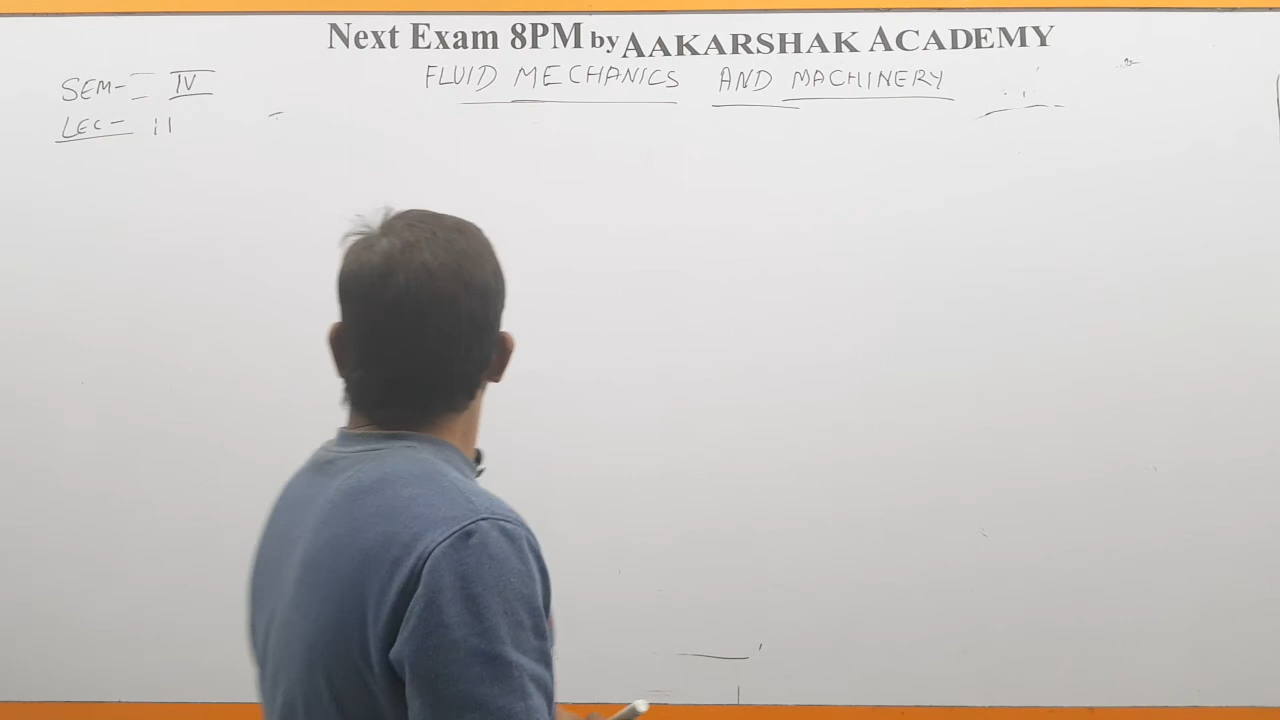 Next Exam 8PM by AAKARSHAK ACADEMY
FLUID MECHANICS AND MACHINERY
SEM- IV
LEC- 11